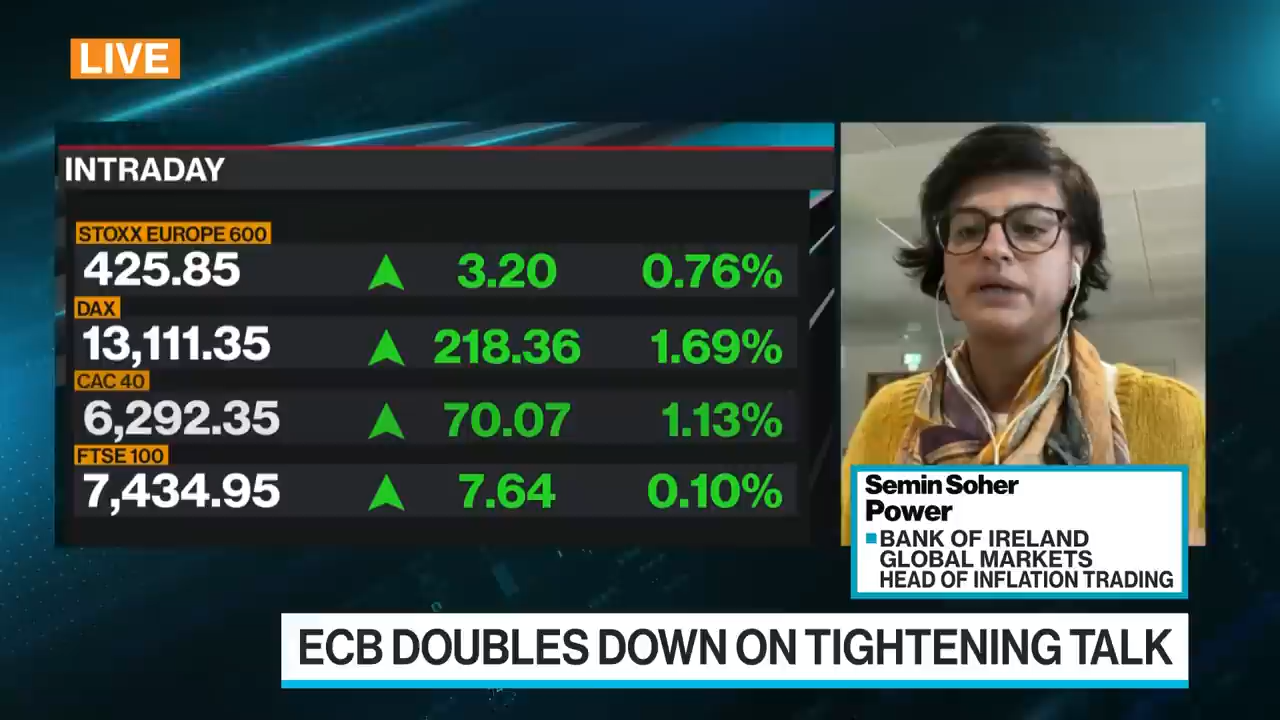 LIVE
INTRADAY
STOXX EUROPE 600
425.85 3.20 0.76%
DAX
13,111.35 218.36 1.69%
CAC 40
6,292.35 70.07 1.13%
FTSE 100
7,434.95 7.64 0.10%
Semin Soher
Power
BANK OF IRELAND
GLOBAL MARKETS
HEAD OF INFLATION TRADING
ECB DOUBLES DOWN ON TIGHTENING TALK